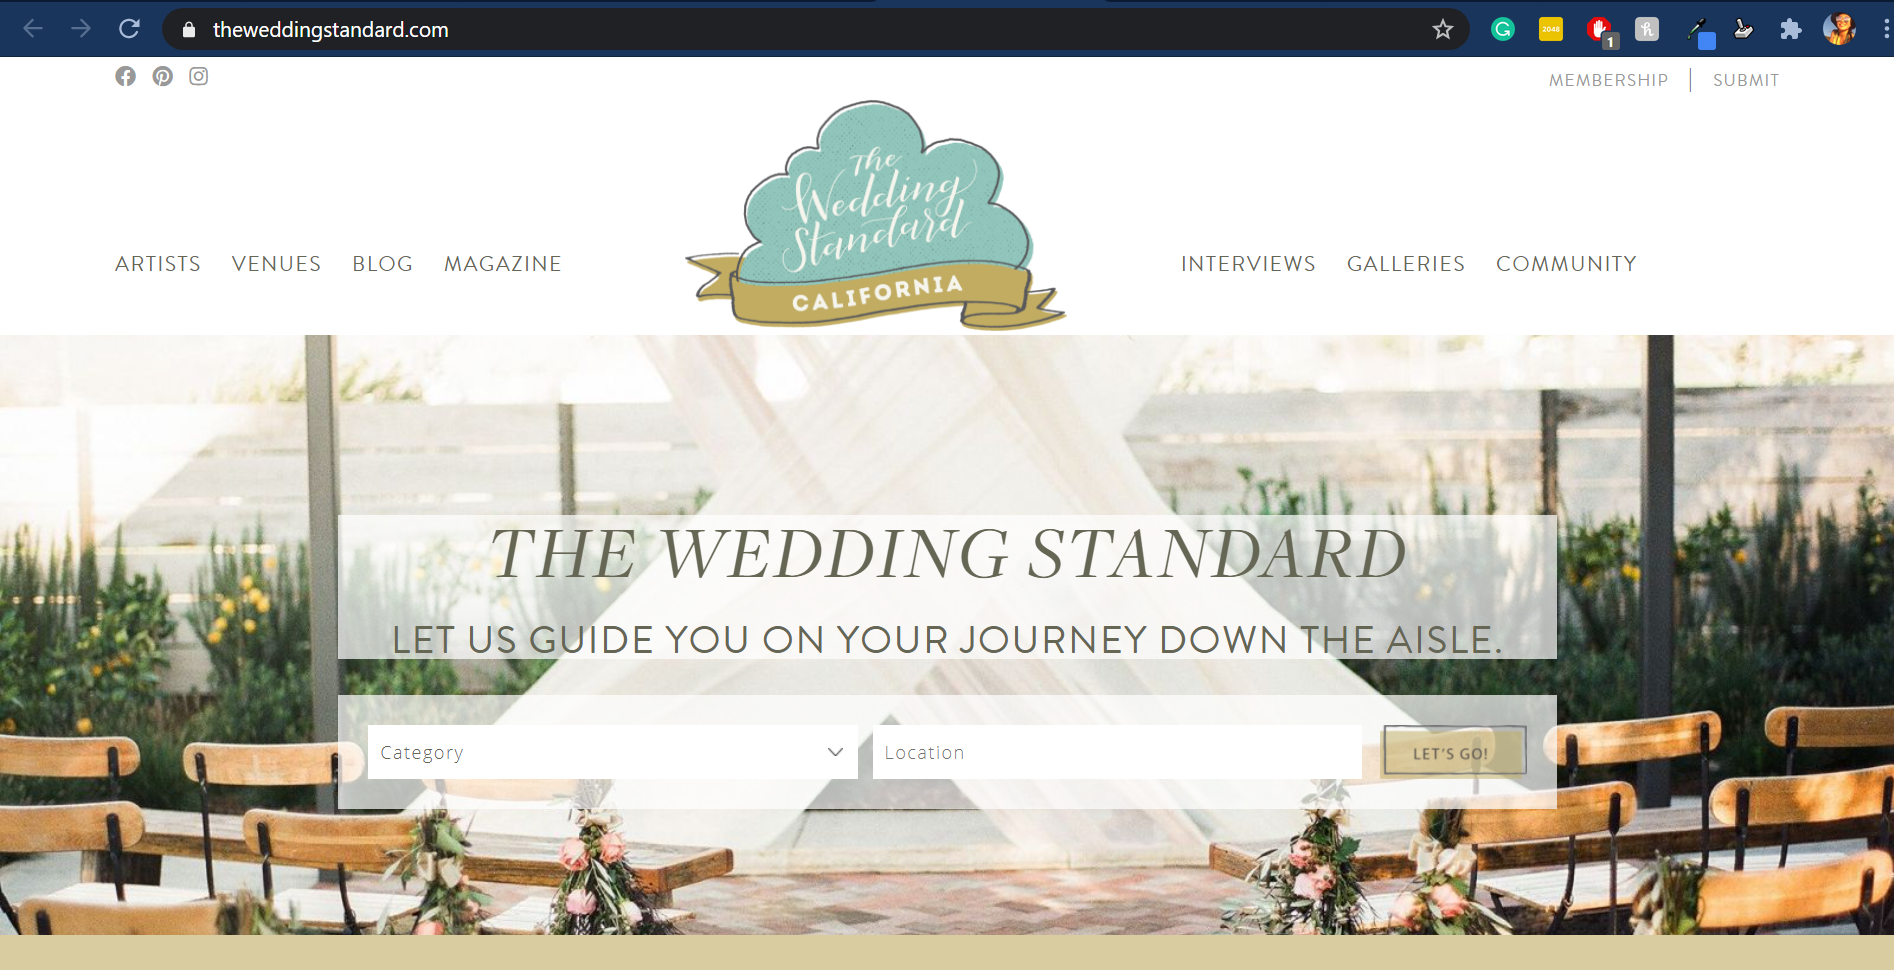 theweddingstandard.com
2048
1
MEMBERSHIP
SUBMIT
The
Wedding
Standard
CALIFORNIA
ARTISTS VENUES BLOG MAGAZINE
INTERVIEWS GALLERIES COMMUNITY
THE WEDDING STANDARD
LET US GUIDE YOU ON YOUR JOURNEY DOWN THE AISLE.
Category
Location
LET'S GO!